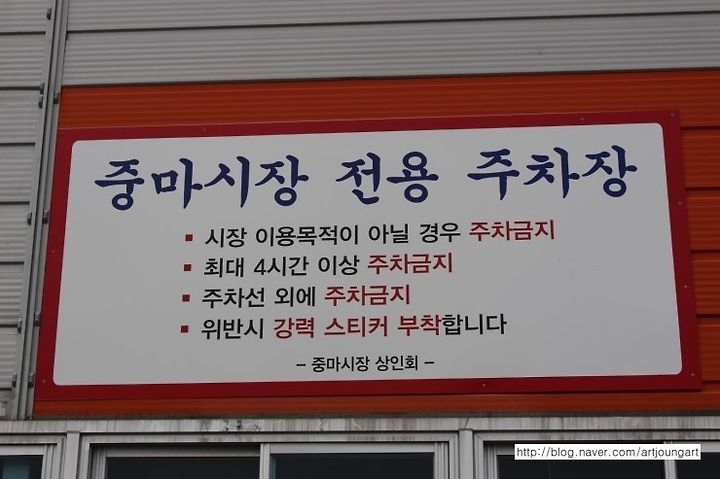 중마시장 전용 주차장
▪ 시장 이용목적이 아닐 경우 주차금지
▪ 최대 4시간 이상 주차금지
▪ 주차선 외에 주차금지
▪ 위반시 강력 스티커 부착합니다
– 중마시장 상인회 –
http://blog.naver.com/artjoungart